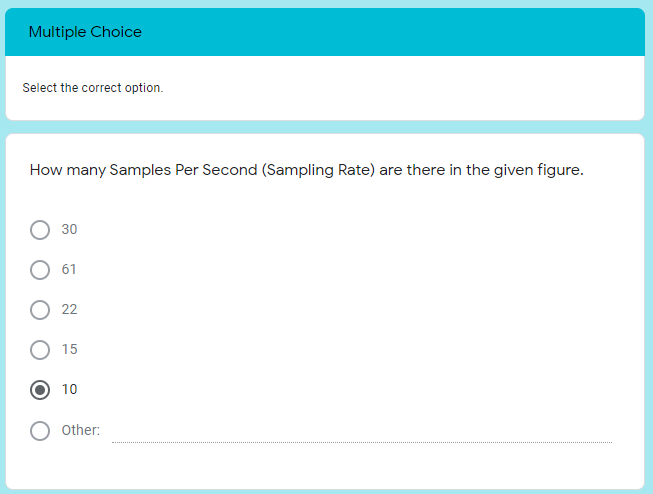 Multiple Choice
Select the correct option.
How many Samples Per Second (Sampling Rate) are there in the given figure.
30
61
22
15
10
Other: